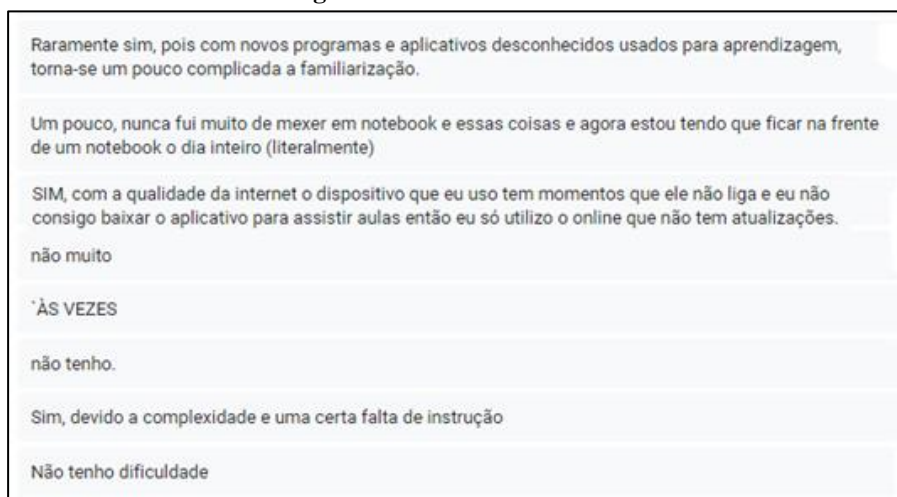 Raramente sim, pois com novos programas e aplicativos desconhecidos usados para aprendizagem,
torna-se um pouco complicada a familiarização.
Um pouco, nunca fui muito de mexer em notebook e essas coisas e agora estou tendo que ficar na frente
de um notebook o dia inteiro (literalmente)
SIM, com a qualidade da internet o dispositivo que eu uso tem momentos que ele não liga e eu não
consigo baixar o aplicativo para assistir aulas então eu só utilizo o online que não tem atualizações.
não muito
`ÀS VEZES
não tenho.
Sim, devido a complexidade e uma certa falta de instrução
Não tenho dificuldade